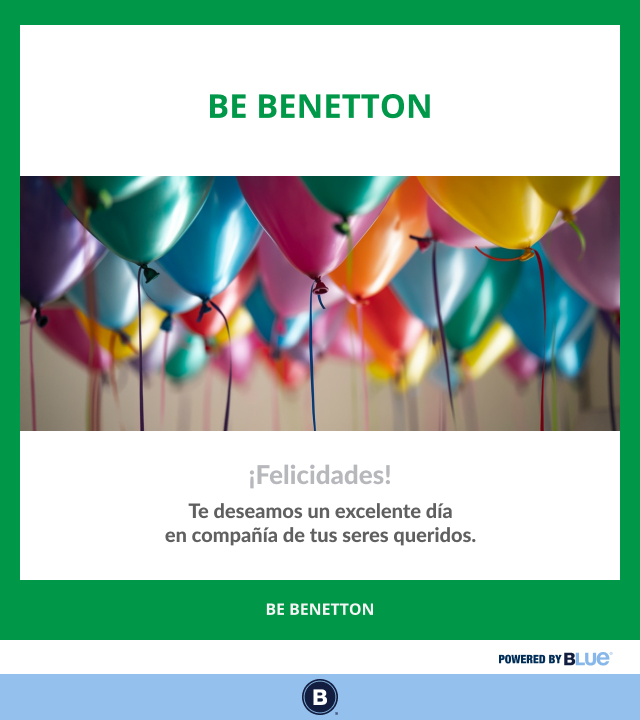 BE BENETTON
¡Felicidades!
Te deseamos un excelente día
en compañía de tus seres queridos.
BE BENETTON
POWERED BY BLUE
B